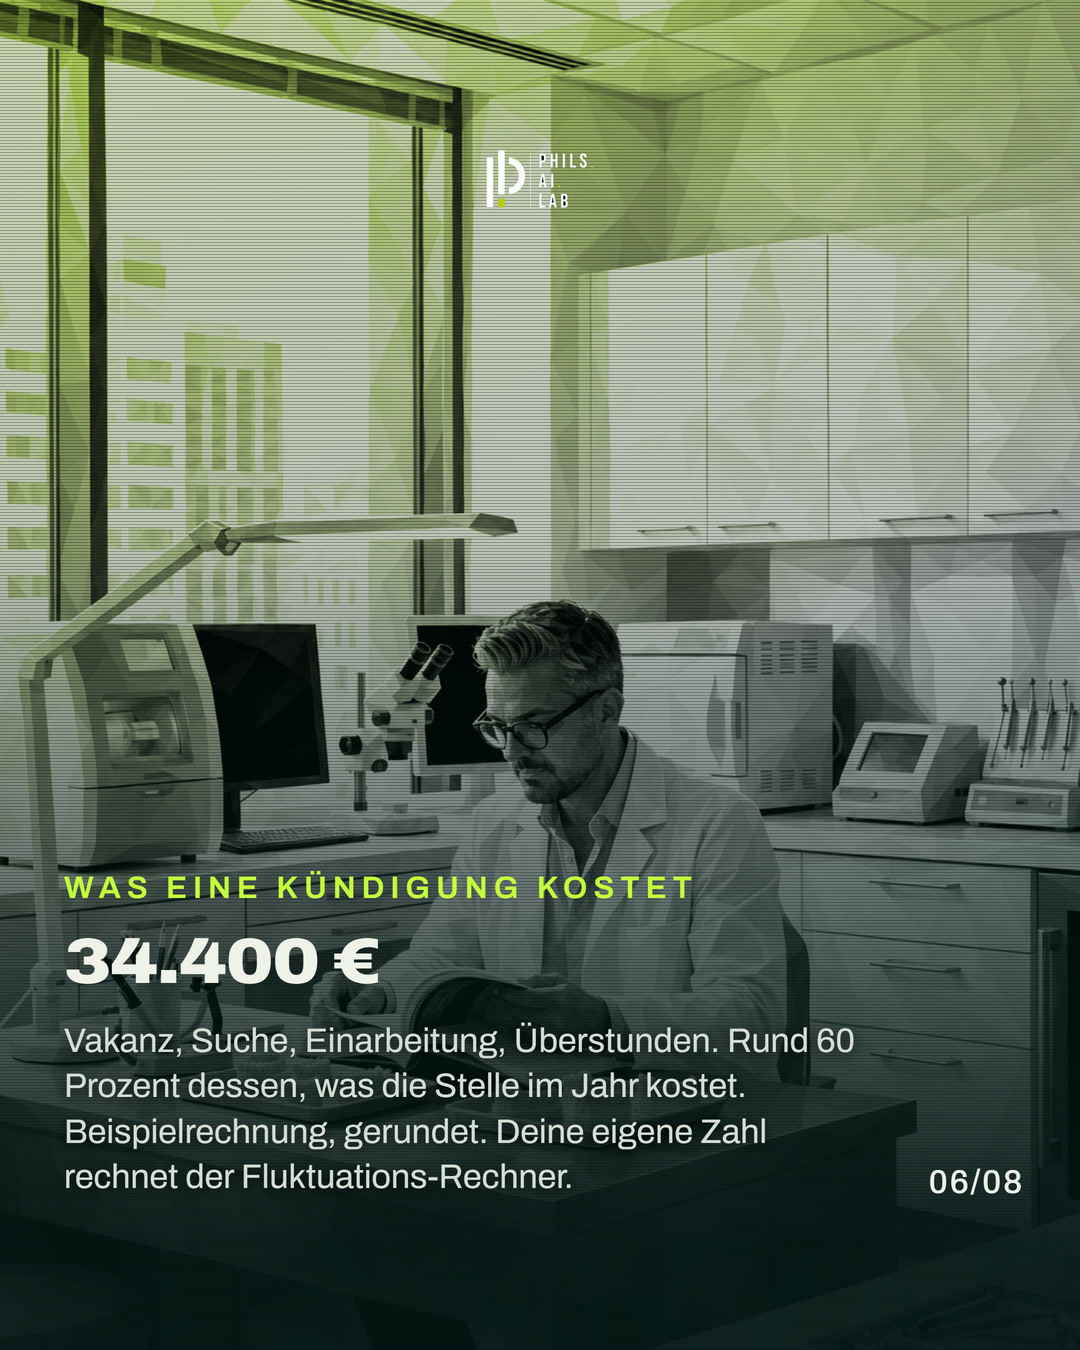 PHILS
AI
LAB
WAS EINE KÜNDIGUNG KOSTET
34.400 €
Vakanz, Suche, Einarbeitung, Überstunden. Rund 60
Prozent dessen, was die Stelle im Jahr kostet.
Beispielrechnung, gerundet. Deine eigene Zahl
rechnet der Fluktuations-Rechner.
06/08